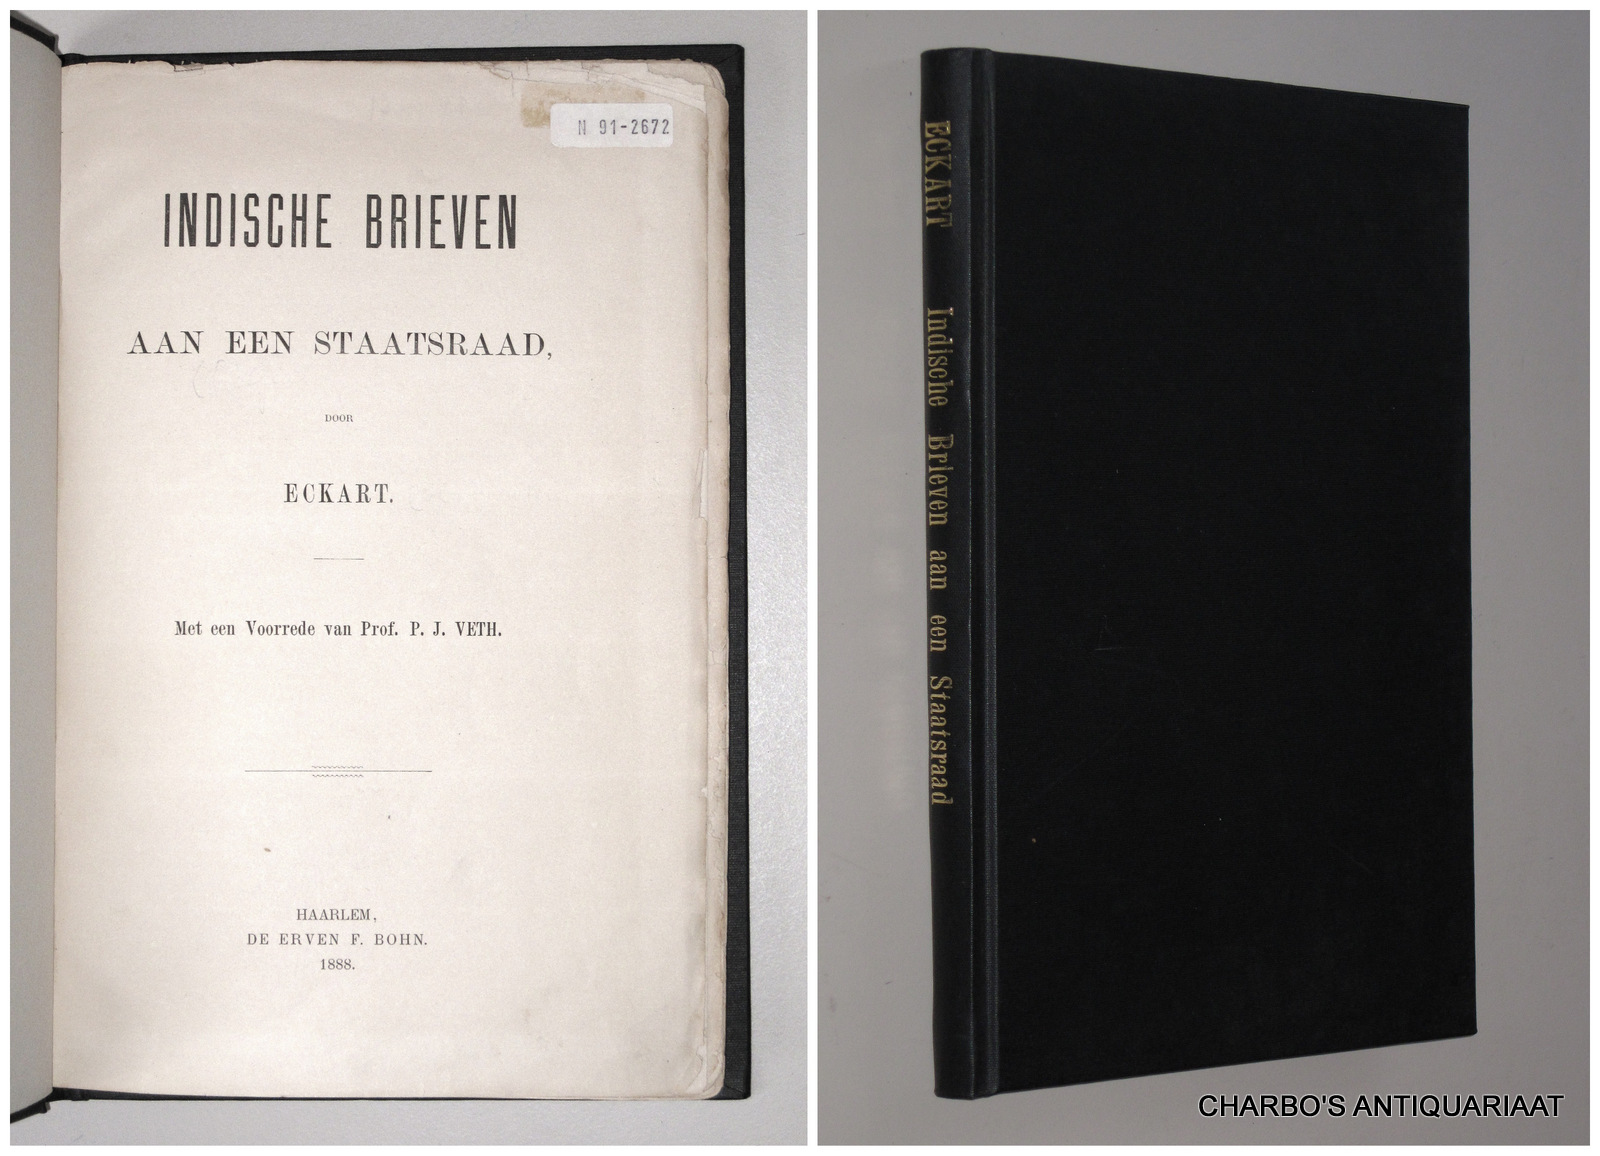 N 91-2672
INDISCHE BRIEVEN
AAN EEN STAATSRAAD,
DOOR
ECKART.
Met een Voorrede van Prof. P. J. VETH.
HAARLEM,
DE ERVEN F. BOHN.
1888.
ECKART Indische Brieven aan een Staatsraad
CHARBO'S ANTIQUARIAAT